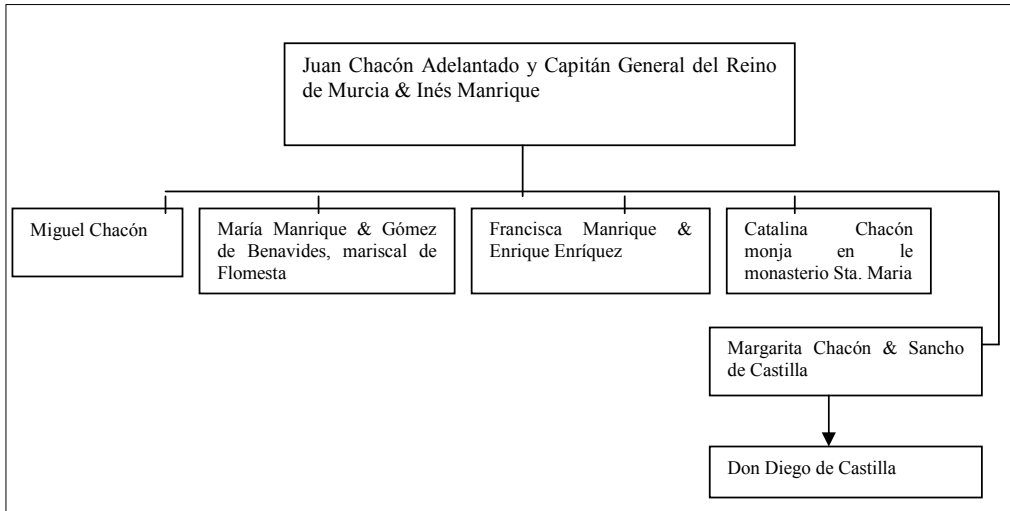 Juan Chacón Adelantado y Capitán General del Reino
de Murcia & Inés Manrique
Miguel Chacón
María Manrique & Gómez
de Benavides, mariscal de
Flomesta
Francisca Manrique &
Enrique Enríquez
Catalina Chacón
monja en le
monasterio Sta. Maria
Margarita Chacón & Sancho
de Castilla
Don Diego de Castilla